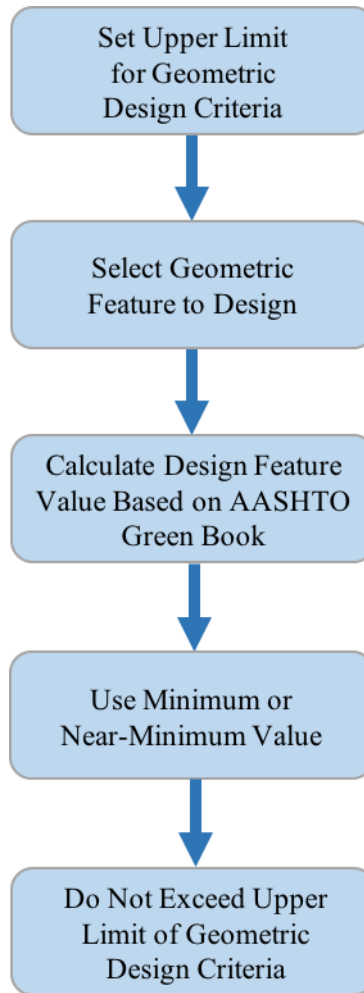 Set Upper Limit
for Geometric
Design Criteria
Select Geometric
Feature to Design
Calculate Design Feature
Value Based on AASHTO
Green Book
Use Minimum or
Near-Minimum Value
Do Not Exceed Upper
Limit of Geometric
Design Criteria